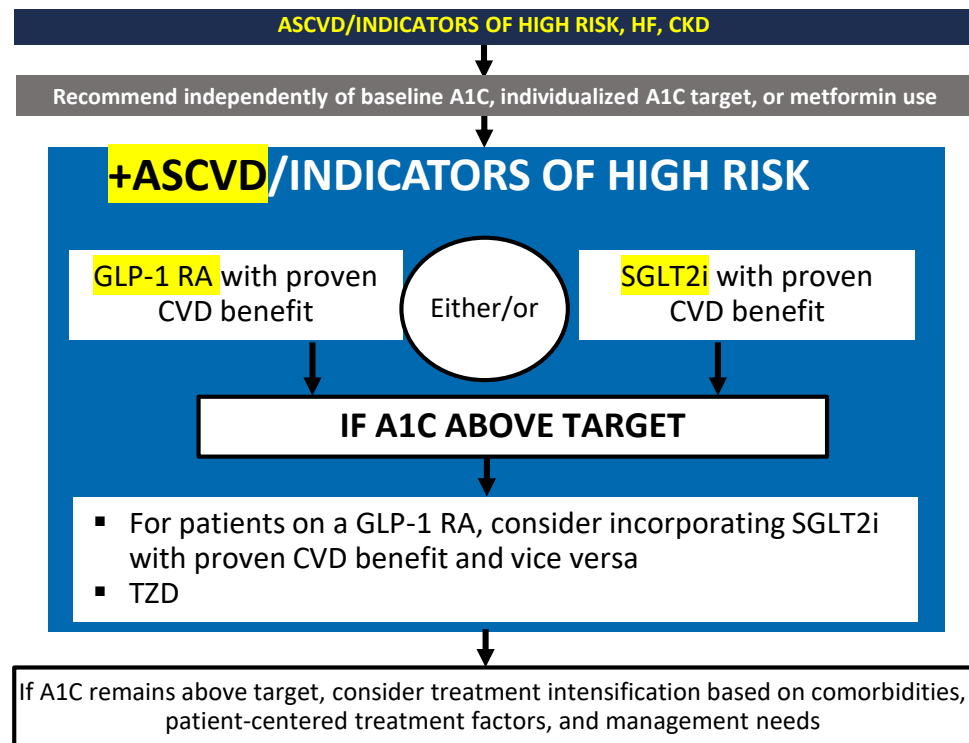 ASCVD/INDICATORS OF HIGH RISK, HF, CKD
Recommend independently of baseline A1C, individualized A1C target, or metformin use
+ASCVD/INDICATORS OF HIGH RISK
GLP-1 RA with proven
CVD benefit
Either/or
SGLT2i with proven
CVD benefit
IF A1C ABOVE TARGET
▪ For patients on a GLP-1 RA, consider incorporating SGLT2i
with proven CVD benefit and vice versa
▪ TZD
If A1C remains above target, consider treatment intensification based on comorbidities,
patient-centered treatment factors, and management needs